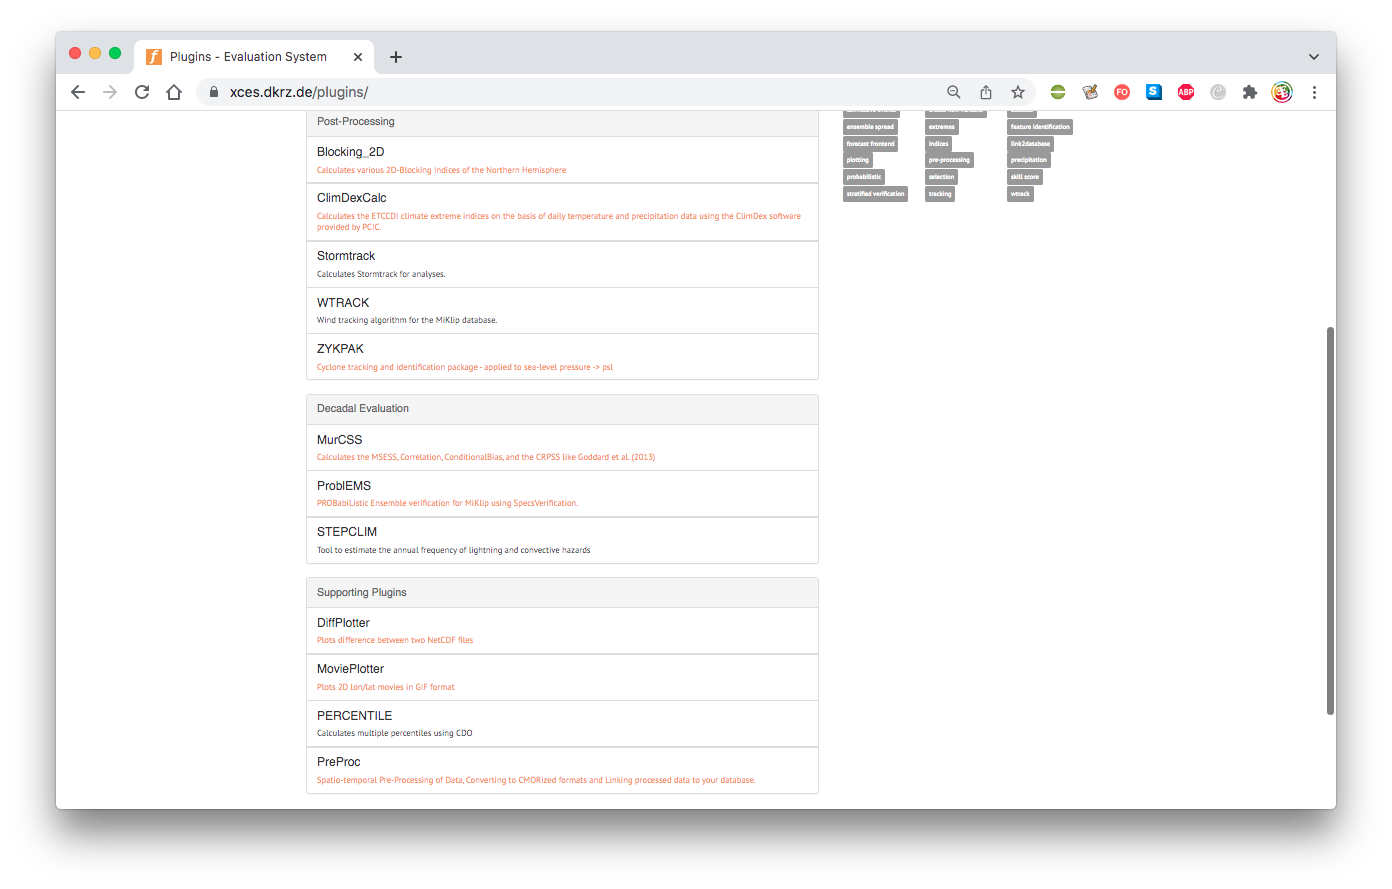 Plugins - Evaluation System
xces.dkrz.de/plugins/
FO
S
ABP
Post-Processing
Blocking_2D
Calculates various 2D-Blocking Indices of the Northern Hemisphere
ClimDexCalc
Calculates the ETCCDI climate extreme indices on the basis of daily temperature and precipitation data using the ClimDex software
provided by PCIC.
Stormtrack
Calculates Stormtrack for analyses.
WTRACK
Wind tracking algorithm for the MiKlip database.
ZYKPAK
Cyclone tracking and identification package - applied to sea-level pressure -> psl
Decadal Evaluation
MurCSS
Calculates the MSESS, Correlation, ConditionalBias, and the CRPSS like Goddard et al. (2013)
ProblEMS
PROBabiListic Ensemble verification for MiKlip using SpecsVerification.
STEPCLIM
Tool to estimate the annual frequency of lightning and convective hazards
Supporting Plugins
DiffPlotter
Plots difference between two NetCDF files
MoviePlotter
Plots 2D lon/lat movies in GIF format
PERCENTILE
Calculates multiple percentiles using CDO
PreProc
Spatio-temporal Pre-Processing of Data, Converting to CMORized formats and Linking processed data to your database.
ensemble spread extremes feature identification
forecast frontend indices link2database
plotting pre-processing precipitation
probabilistic selection skill score
stratified verification tracking wtrack